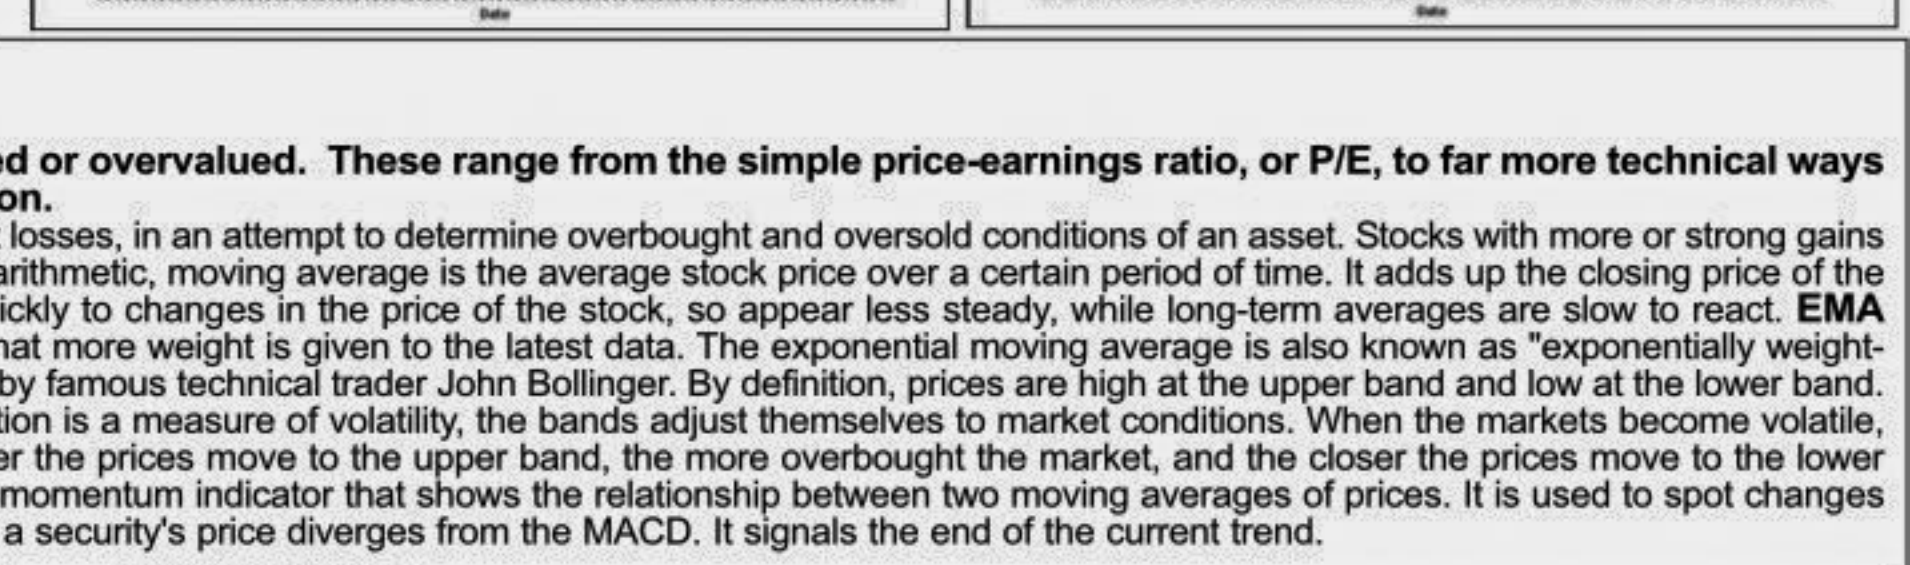 Date Date
ed or overvalued. These range from the simple price-earnings ratio, or P/E, to far more technical ways
on.
losses, in an attempt to determine overbought and oversold conditions of an asset. Stocks with more or strong gains
arithmetic, moving average is the average stock price over a certain period of time. It adds up the closing price of the
ickly to changes in the price of the stock, so appear less steady, while long-term averages are slow to react. EMA
hat more weight is given to the latest data. The exponential moving average is also known as "exponentially weight-
by famous technical trader John Bollinger. By definition, prices are high at the upper band and low at the lower band.
tion is a measure of volatility, the bands adjust themselves to market conditions. When the markets become volatile,
er the prices move to the upper band, the more overbought the market, and the closer the prices move to the lower
momentum indicator that shows the relationship between two moving averages of prices. It is used to spot changes
a security's price diverges from the MACD. It signals the end of the current trend.